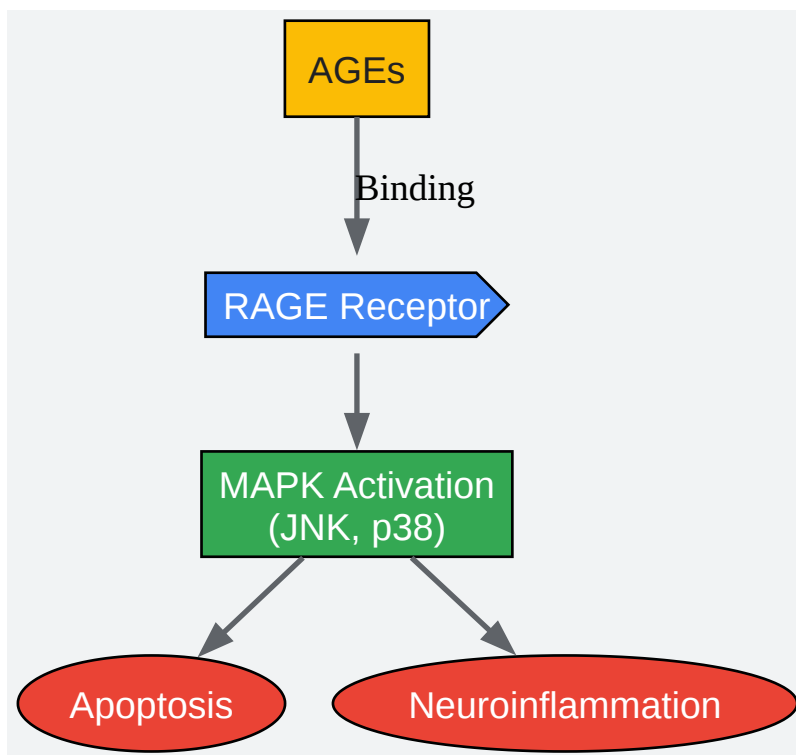 AGEs
Binding
RAGE Receptor
MAPK Activation
(JNK, p38)
Apoptosis
Neuroinflammation